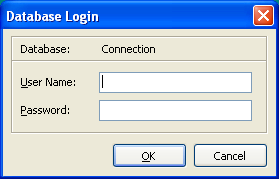 Database Login
Database: Connection
User Name:
Password:
OK Cancel